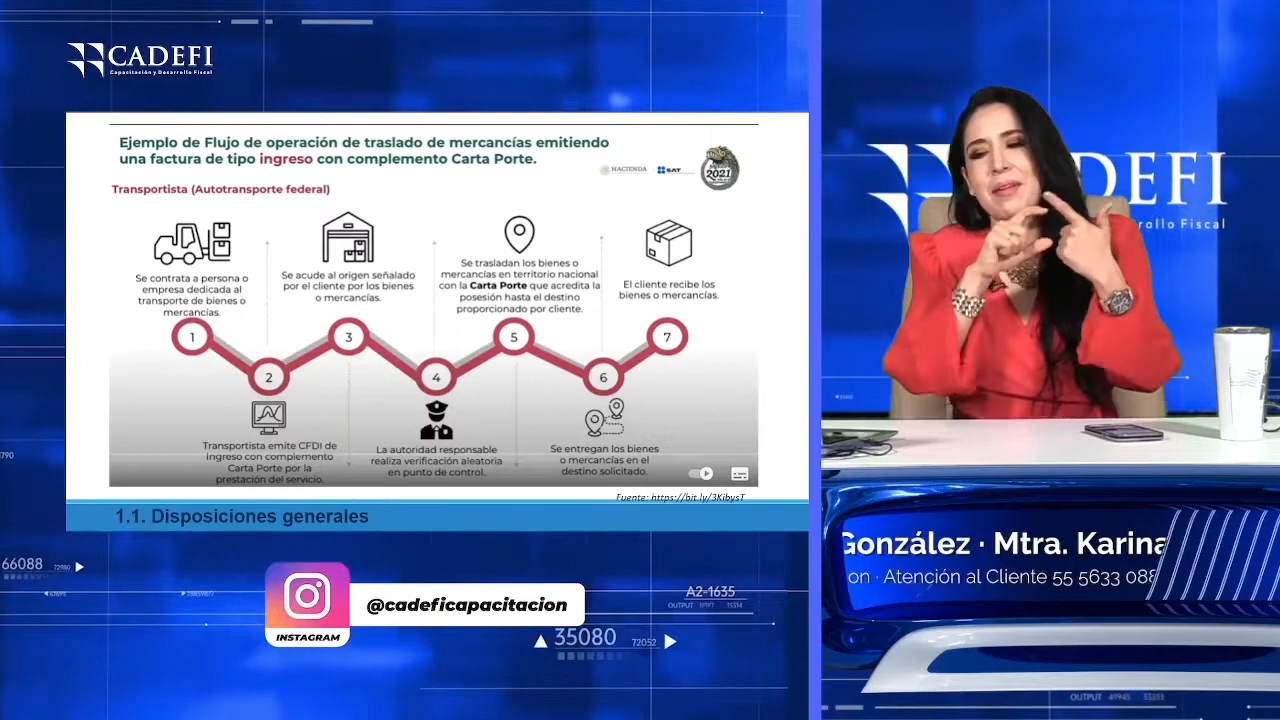 CADEFI
Capacitación y Desarrollo Fiscal
Ejemplo de Flujo de operación de traslado de mercancías emitiendo
una factura de tipo ingreso con complemento Carta Porte.
HACIENDA
SAT
2021
Transportista (Autotransporte federal)
Se contrata a persona o
empresa dedicada al
transporte de bienes o
mercancías.
Se acude al origen señalado
por el cliente por los bienes
o mercancías.
Se trasladan los bienes o
mercancías en territorio nacional
con la Carta Porte que acredita la
posesión hasta el destino
proporcionado por cliente.
El cliente recibe los
bienes o mercancías.
1
2
3
4
5
6
7
Transportista emite CFDI de
ingreso con complemento
Carta Porte por la
prestación del servicio.
La autoridad responsable
realiza verificación aleatoria
en punto de control.
Se entregan los bienes
o mercancías en el
destino solicitado.
Fuente: https://bit.ly/3KibysT
1.1. Disposiciones generales
INSTAGRAM
@cadeficapacitacion
66088
72980
A2-1635
OUTPUT
35080
72052
DEFI
rrollo Fiscal
González · Mtra. Karina
on · Atención al Cliente 55 5633 088
OUTPUT